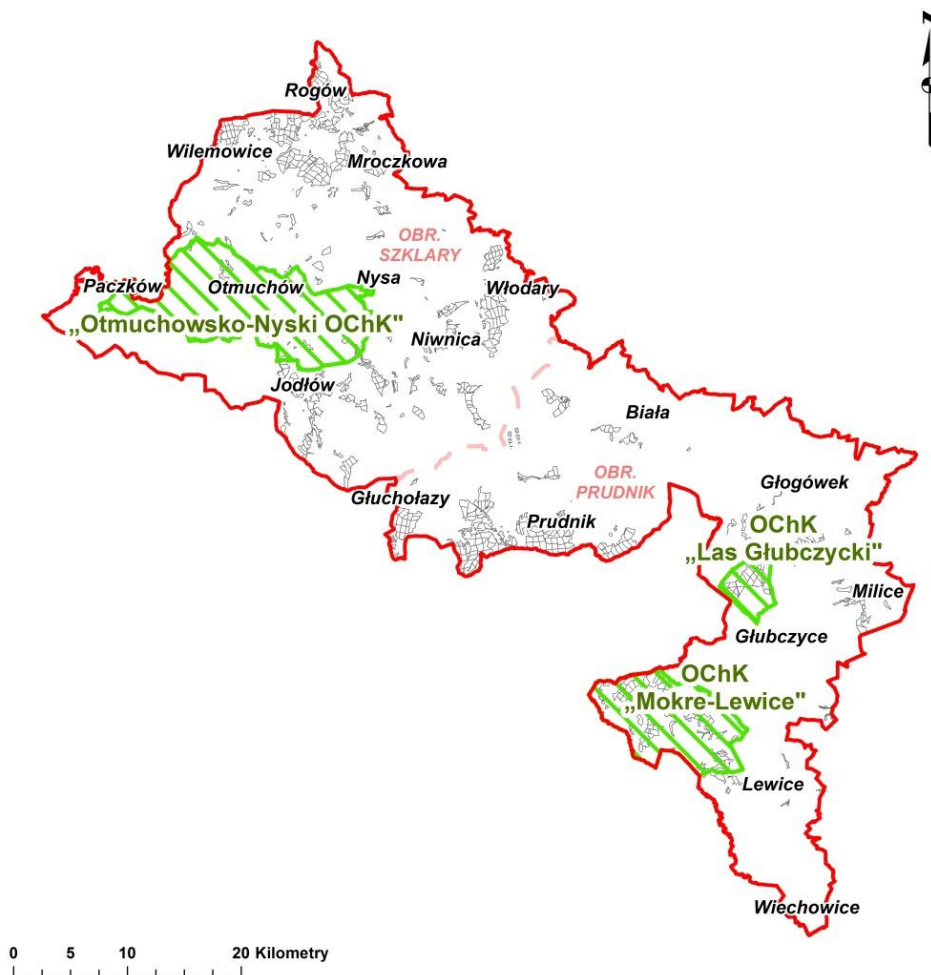 N
Rogów
Wilemowice
Mroczkowa
OBR.
SZKLARY
Paczków
Otmuchów
Nysa
Włodary
„Otmuchowsko-Nyski OChK"
Niwnica
Jodłów
Biała
Głuchołazy
OBR.
PRUDNIK
Głogówek
Prudnik
OChK
„Las Głubczycki"
Milice
Głubczyce
OChK
„Mokre-Lewice"
Lewice
Wiechowice
0 5 10 20 Kilometry